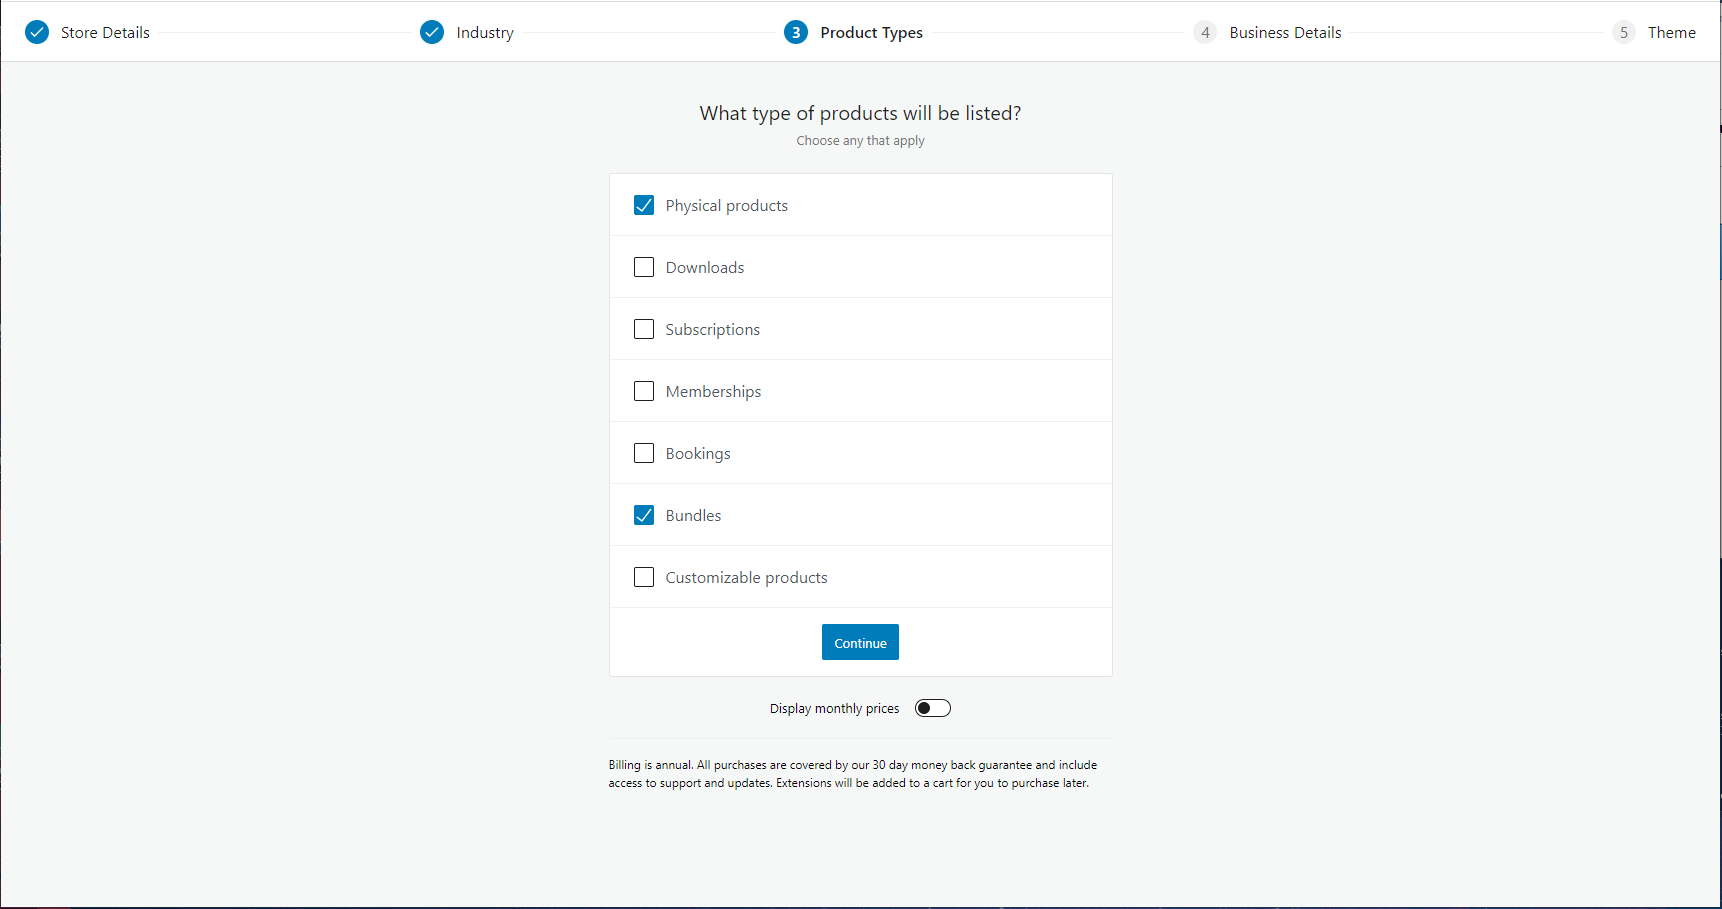 Store Details
Industry
3 Product Types
4 Business Details
5 Theme
What type of products will be listed?
Choose any that apply
Physical products
Downloads
Subscriptions
Memberships
Bookings
Bundles
Customizable products
Continue
Display monthly prices
Billing is annual. All purchases are covered by our 30 day money back guarantee and include
access to support and updates. Extensions will be added to a cart for you to purchase later.